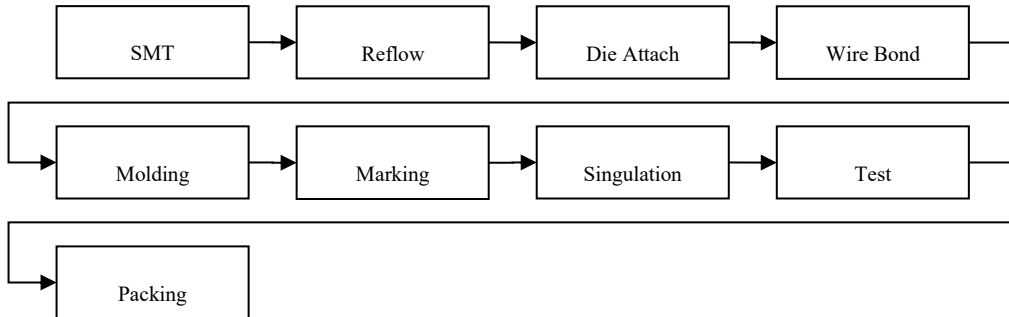 SMT
Reflow
Die Attach
Wire Bond
Molding
Marking
Singulation
Test
Packing